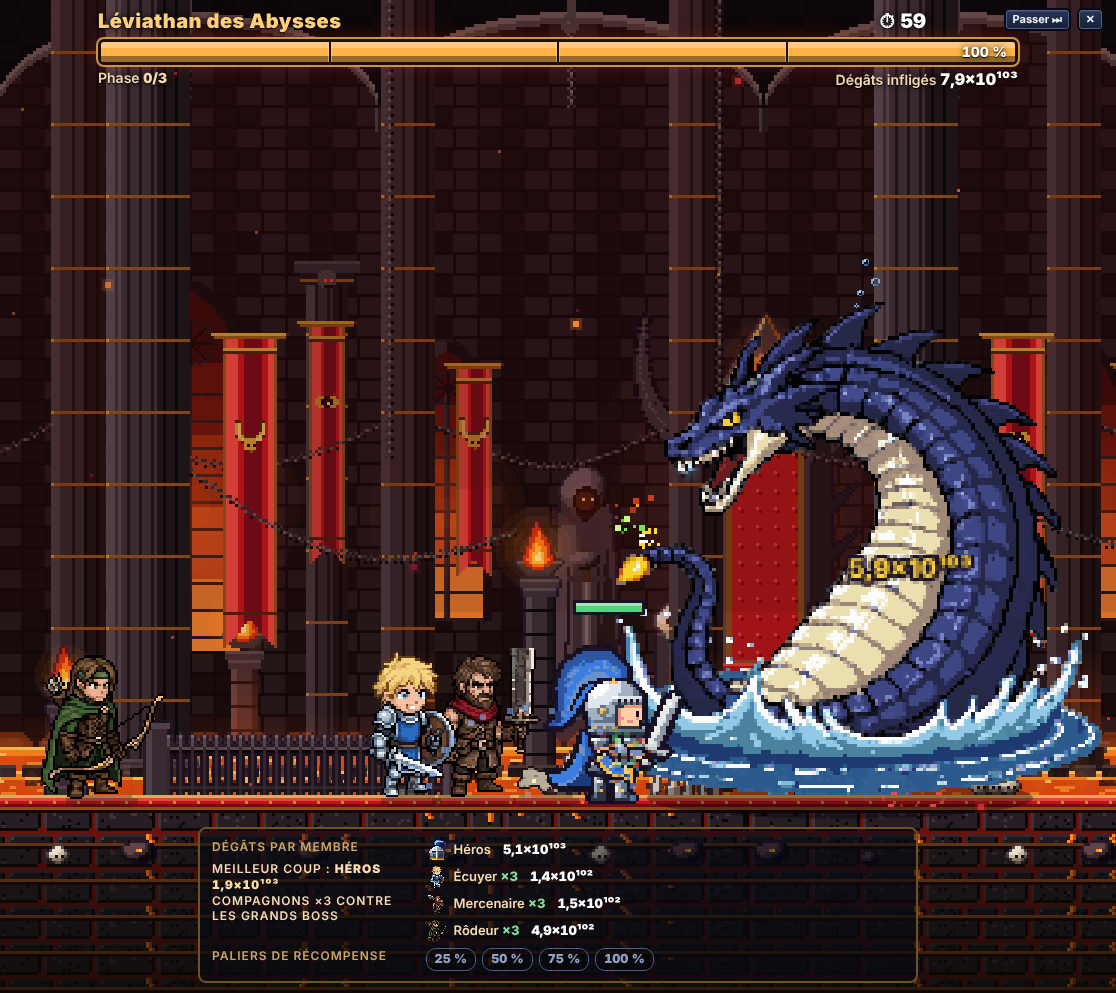 Léviathan des Abysses
⏱ 59
Passer ⏭
✕
100 %
Phase 0/3
Dégâts infligés 7,9×10¹⁰³
5,9×10¹⁰³
DÉGÂTS PAR MEMBRE
MEILLEUR COUP : HÉROS
1,9×10¹⁰³
COMPAGNONS ×3 CONTRE
LES GRANDS BOSS
Héros 5,1×10¹⁰³
Écuyer ×3 1,4×10¹⁰²
Mercenaire ×3 1,5×10¹⁰²
Rôdeur ×3 4,9×10¹⁰²
PALIERS DE RÉCOMPENSE
25 % 50 % 75 % 100 %